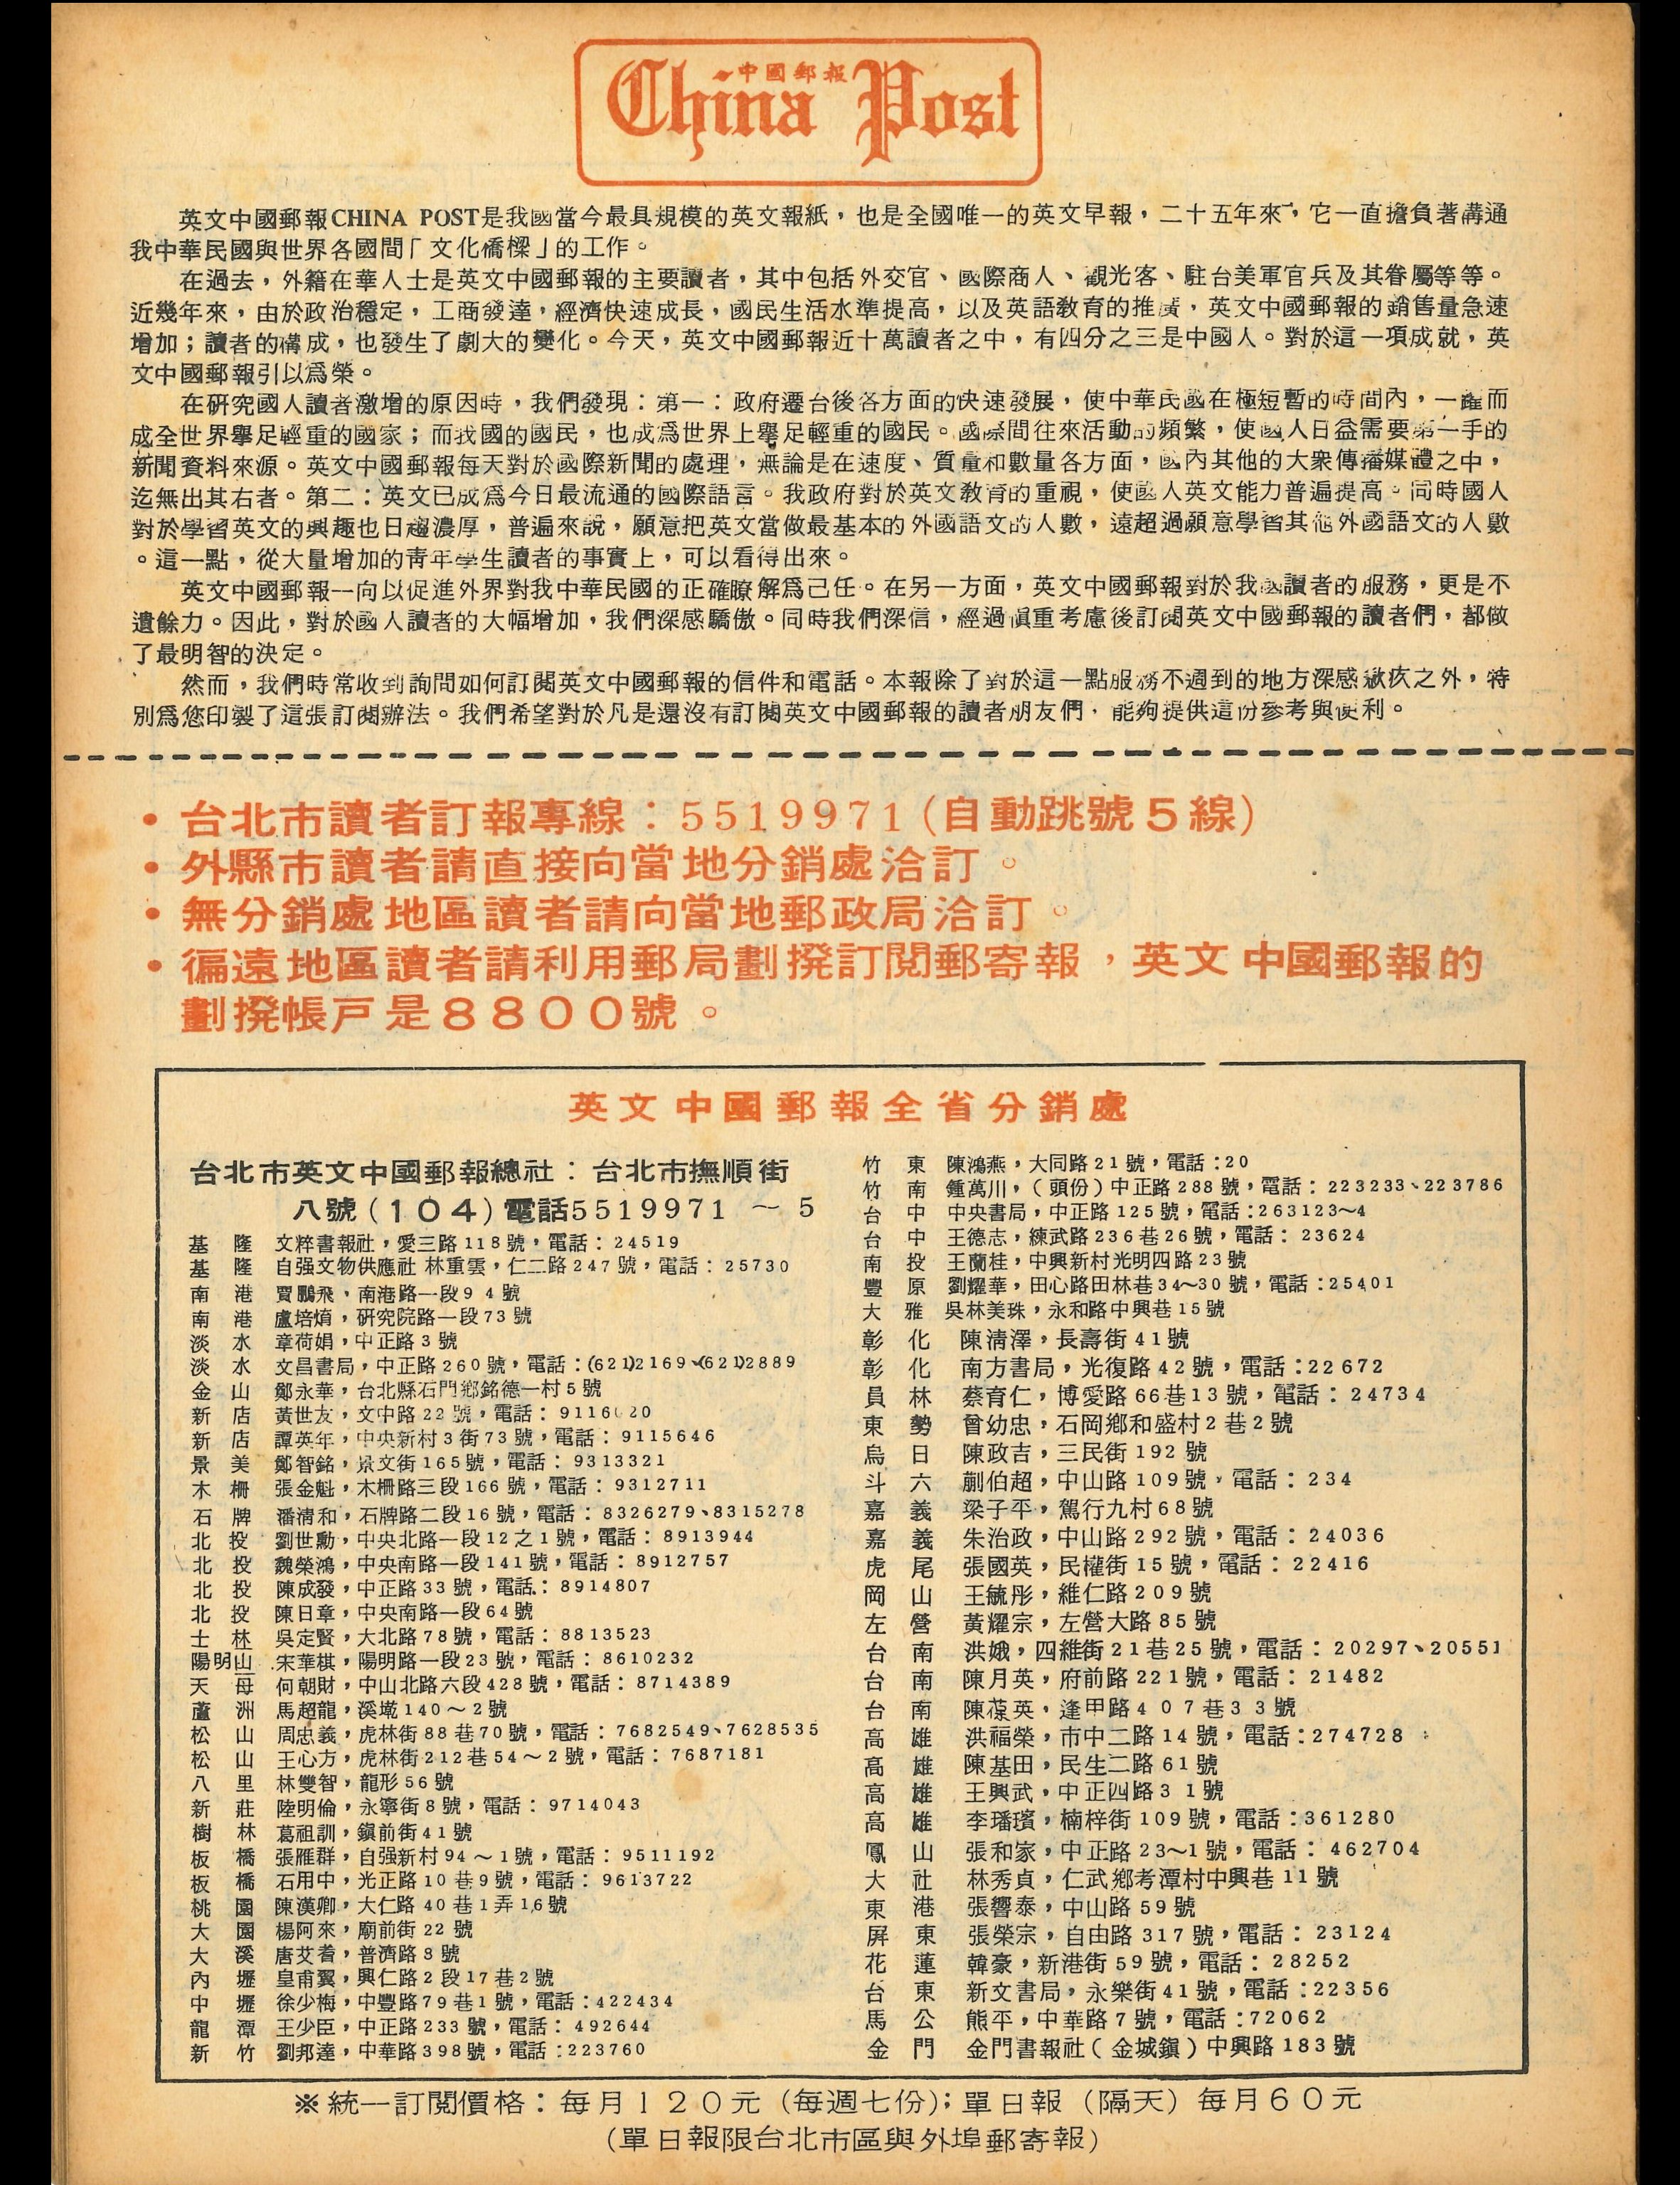 中國郵報
China Post
英文中國郵報CHINA POST是我國當今最具規模的英文報紙，也是全國唯一的英文早報，二十五年來，它一直擔負著溝通
我中華民國與世界各國間「文化橋樑」的工作。
在過去，外籍在華人士是英文中國郵報的主要讀者，其中包括外交官、國際商人、觀光客、駐台美軍官兵及其眷屬等等。
近幾年來，由於政治穩定，工商發達，經濟快速成長，國民生活水準提高，以及英語教育的推廣，英文中國郵報的銷售量急速
增加；讀者的構成，也發生了劇大的變化。今天，英文中國郵報近十萬讀者之中，有四分之三是中國人。對於這一項成就，英
文中國郵報引以爲榮。
在研究國人讀者激增的原因時，我們發現：第一：政府遷台後各方面的快速發展，使中華民國在極短暫的時間內，一躍而
成全世界舉足輕重的國家；而我國的國民，也成爲世界上舉足輕重的國民。國際間往來活動的頻繁，使國人日益需要第一手的
新聞資料來源。英文中國郵報每天對於國際新聞的處理，無論是在速度、質量和數量各方面，國內其他的大衆傳播媒體之中，
迄無出其右者。第二：英文已成爲今日最流通的國際語言。我政府對於英文教育的重視，使國人英文能力普遍提高。同時國人
對於學習英文的興趣也日趨濃厚，普遍來說，願意把英文當做最基本的外國語文的人數，遠超過願意學習其他外國語文的人數
。這一點，從大量增加的靑年學生讀者的事實上，可以看得出來。
英文中國郵報一向以促進外界對我中華民國的正確瞭解爲己任。在另一方面，英文中國郵報對於我國讀者的服務，更是不
遺餘力。因此，對於國人讀者的大幅增加，我們深感驕傲。同時我們深信，經過愼重考慮後訂閱英文中國郵報的讀者們，都做
了最明智的決定。
然而，我們時常收到詢問如何訂閱英文中國郵報的信件和電話。本報除了對於這一點服務不週到的地方深感歉疚之外，特
別爲您印製了這張訂閱辦法。我們希望對於凡是還沒有訂閱英文中國郵報的讀者朋友們，能夠提供這份參考與便利。
• 台北市讀者訂報專線：5519971(自動跳號5線)
• 外縣市讀者請直接向當地分銷處洽訂。
• 無分銷處地區讀者請向當地郵政局洽訂。
• 徧遠地區讀者請利用郵局劃撥訂閱郵寄報，英文中國郵報的
劃撥帳戶是8800號。
英文中國郵報全省分銷處
台北市英文中國郵報總社：台北市撫順街
八號(104)電話5519971～5
基隆 文粹書報社，愛三路118號，電話：24519
基隆 自强文物供應社 林重雲，仁二路247號，電話：25730
南港 賈鵬飛，南港路一段94號
南港 盧培焴，研究院路一段73號
淡水 章荷娟，中正路3號
淡水 文昌書局，中正路260號，電話：(621)2169、(621)2889
金山 鄭永華，台北縣石門鄉銘德一村5號
新店 黃世友，文中路22號，電話：9116020
新店 譚英年，中央新村3街73號，電話：9115646
景美 鄭智銘，景文街165號，電話：9313321
木柵 張金魁，木柵路三段166號，電話：9312711
石牌 潘清和，石牌路二段16號，電話：8326279、8315278
北投 劉世勳，中央北路一段12之1號，電話：8913944
北投 魏榮鴻，中央南路一段141號，電話：8912757
北投 陳成發，中正路33號，電話：8914807
北投 陳日章，中央南路一段64號
士林 吳定賢，大北路78號，電話：8813523
陽明山 宋華棋，陽明路一段23號，電話：8610232
天母 何朝財，中山北路六段428號，電話：8714389
蘆洲 馬超龍，溪墘140～2號
松山 周忠義，虎林街88巷70號，電話：7682549、7628535
松山 王心方，虎林街212巷54～2號，電話：7687181
八里 林雙智，龍形56號
新莊 陸明倫，永寧街8號，電話：9714043
樹林 葛祖訓，鎭前街41號
板橋 張雁群，自强新村94～1號，電話：9511192
板橋 石用中，光正路10巷9號，電話：9613722
桃園 陳漢卿，大仁路40巷1弄16號
大園 楊阿來，廟前街22號
大溪 唐艾耆，普濟路8號
內壢 皇甫翼，興仁路2段17巷2號
中壢 徐少梅，中豐路79巷1號，電話：422434
龍潭 王少臣，中正路233號，電話：492644
新竹 劉邦達，中華路398號，電話：223760
竹東 陳鴻燕，大同路21號，電話：20
竹南 鍾萬川，（頭份）中正路288號，電話：223233、223786
台中 中央書局，中正路125號，電話：263123～4
台中 王德志，練武路236巷26號，電話：23624
南投 王蘭桂，中興新村光明四路23號
豐原 劉耀華，田心路田林巷34～30號，電話：25401
大雅 吳林美珠，永和路中興巷15號
彰化 陳清澤，長壽街41號
彰化 南方書局，光復路42號，電話：22672
員林 蔡育仁，博愛路66巷13號，電話：24734
東勢 曾幼忠，石岡鄉和盛村2巷2號
烏日 陳政吉，三民街192號
斗六 蒯伯超，中山路109號，電話：234
嘉義 梁子平，篤行九村68號
嘉義 朱治政，中山路292號，電話：24036
虎尾 張國英，民權街15號，電話：22416
岡山 王毓彤，維仁路209號
左營 黃耀宗，左營大路85號
台南 洪娥，四維街21巷25號，電話：20297、20551
台南 陳月英，府前路221號，電話：21482
台南 陳葆英，逢甲路407巷33號
高雄 洪福榮，市中二路14號，電話：274728
高雄 陳基田，民生二路61號
高雄 王興武，中正四路31號
高雄 李璠璸，楠梓街109號，電話：361280
鳳山 張和家，中正路23～1號，電話：462704
大社 林秀貞，仁武鄉考潭村中興巷11號
東港 張響泰，中山路59號
屏東 張榮宗，自由路317號，電話：23124
花蓮 韓豪，新港街59號，電話：28252
台東 新文書局，永樂街41號，電話：22356
馬公 熊平，中華路7號，電話：72062
金門 金門書報社（金城鎭）中興路183號
※統一訂閱價格：每月120元（每週七份）；單日報（隔天）每月60元
（單日報限台北市區與外埠郵寄報）